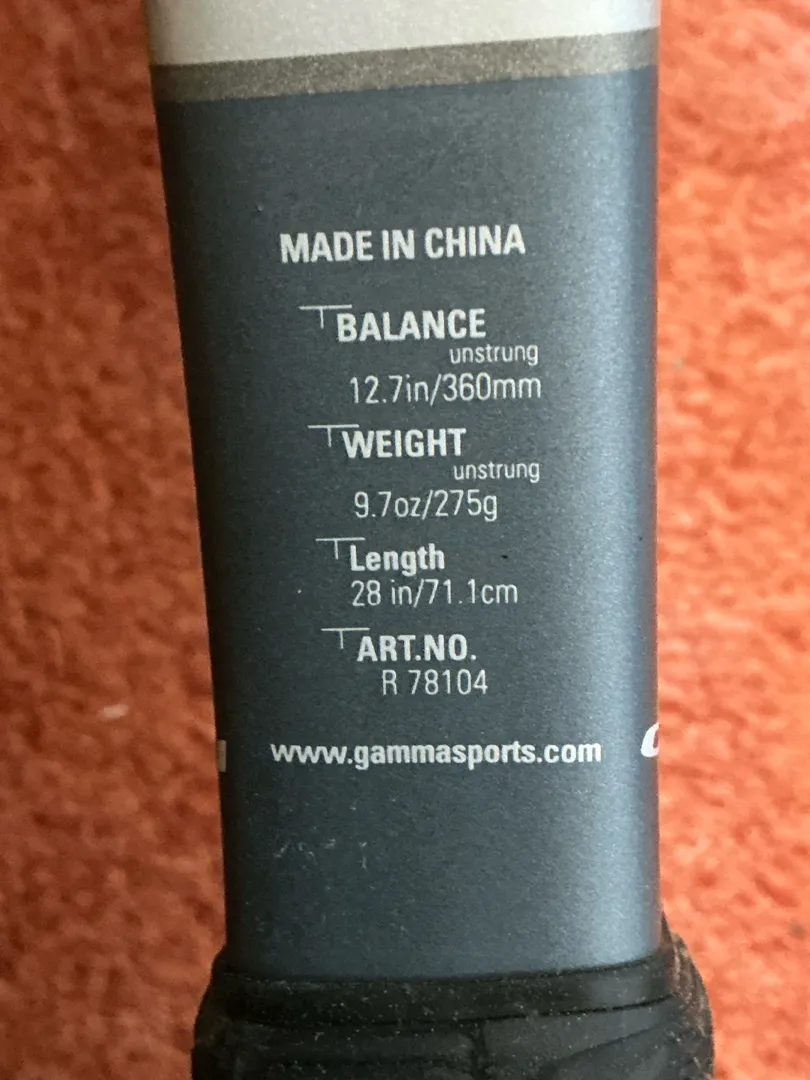 MADE IN CHINA
BALANCE
unstrung
12.7in/360mm
WEIGHT
unstrung
9.7oz/275g
Length
28 in/71.1cm
ART.NO.
R 78104
www.gammasports.com